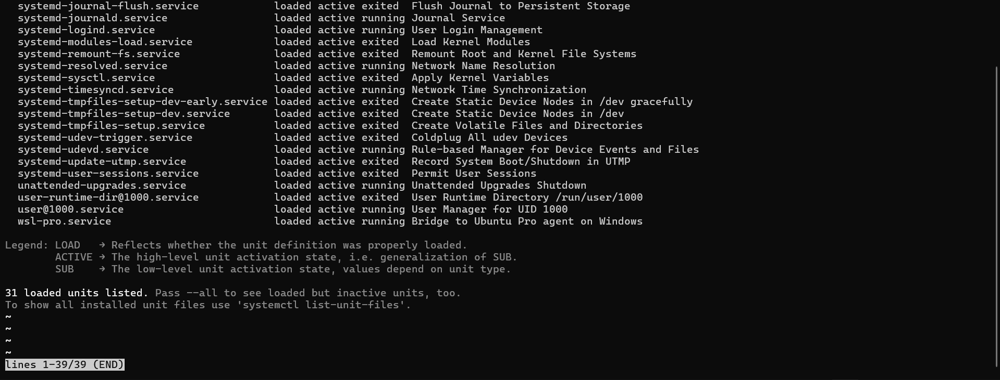 systemd-journal-flush.service            loaded active exited  Flush Journal to Persistent Storage
systemd-journald.service                 loaded active running Journal Service
systemd-logind.service                   loaded active running User Login Management
systemd-modules-load.service             loaded active exited  Load Kernel Modules
systemd-remount-fs.service               loaded active exited  Remount Root and Kernel File Systems
systemd-resolved.service                 loaded active running Network Name Resolution
systemd-sysctl.service                   loaded active exited  Apply Kernel Variables
systemd-timesyncd.service                loaded active running Network Time Synchronization
systemd-tmpfiles-setup-dev-early.service loaded active exited  Create Static Device Nodes in /dev gracefully
systemd-tmpfiles-setup-dev.service       loaded active exited  Create Static Device Nodes in /dev
systemd-tmpfiles-setup.service           loaded active exited  Create Volatile Files and Directories
systemd-udev-trigger.service             loaded active exited  Coldplug All udev Devices
systemd-udevd.service                    loaded active running Rule-based Manager for Device Events and Files
systemd-update-utmp.service              loaded active exited  Record System Boot/Shutdown in UTMP
systemd-user-sessions.service            loaded active exited  Permit User Sessions
unattended-upgrades.service              loaded active running Unattended Upgrades Shutdown
user-runtime-dir@1000.service            loaded active exited  User Runtime Directory /run/user/1000
user@1000.service                        loaded active running User Manager for UID 1000
wsl-pro.service                          loaded active running Bridge to Ubuntu Pro agent on Windows

Legend: LOAD   → Reflects whether the unit definition was properly loaded.
        ACTIVE → The high-level unit activation state, i.e. generalization of SUB.
        SUB    → The low-level unit activation state, values depend on unit type.

31 loaded units listed. Pass --all to see loaded but inactive units, too.
To show all installed unit files use 'systemctl list-unit-files'.
~
~
~
~
lines 1-39/39 (END)